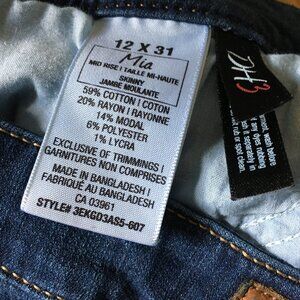 12 X 31
Mia
MID RISE | TAILLE MI-HAUTE
SKINNY
JAMBE MOULANTE
59% COTTON | COTON
20% RAYON | RAYONNE
14% MODAL
6% POLYESTER
1% LYCRA
EXCLUSIVE OF TRIMMINGS |
GARNITURES NON COMPRISES
MADE IN BANGLADESH |
FABRIQUÉ AU BANGLADESH
CA 03961
STYLE# 3EKGD3AS5-607